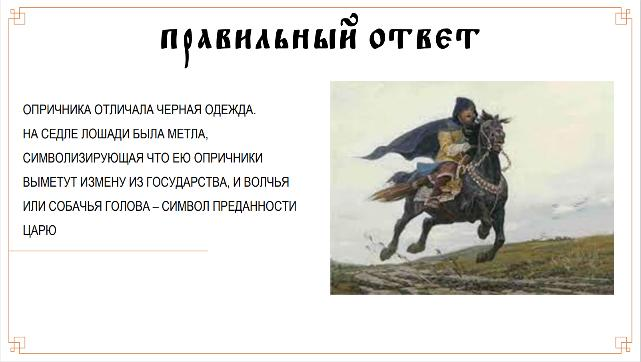 правильный ответ
ОПРИЧНИКА ОТЛИЧАЛА ЧЕРНАЯ ОДЕЖДА.
НА СЕДЛЕ ЛОШАДИ БЫЛА МЕТЛА,
СИМВОЛИЗИРУЮЩАЯ ЧТО ЕЮ ОПРИЧНИКИ
ВЫМЕТУТ ИЗМЕНУ ИЗ ГОСУДАРСТВА, И ВОЛЧЬЯ
ИЛИ СОБАЧЬЯ ГОЛОВА – СИМВОЛ ПРЕДАННОСТИ
ЦАРЮ